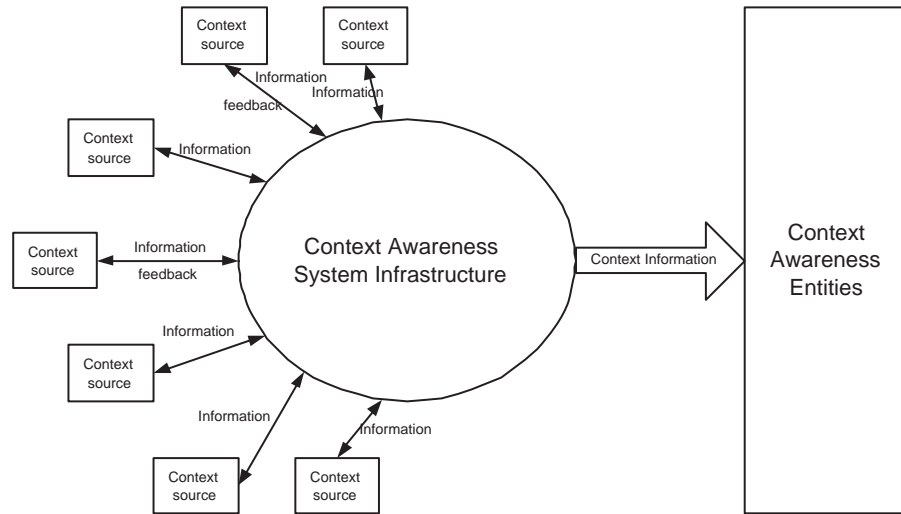 Context
source
Context
source
Information
Information
feedback
Context
source
Information
Context
source
Information
feedback
Context Awareness
System Infrastructure
Context Information
Context
Awareness
Entities
Information
Context
source
Information
Information
Context
source
Context
source